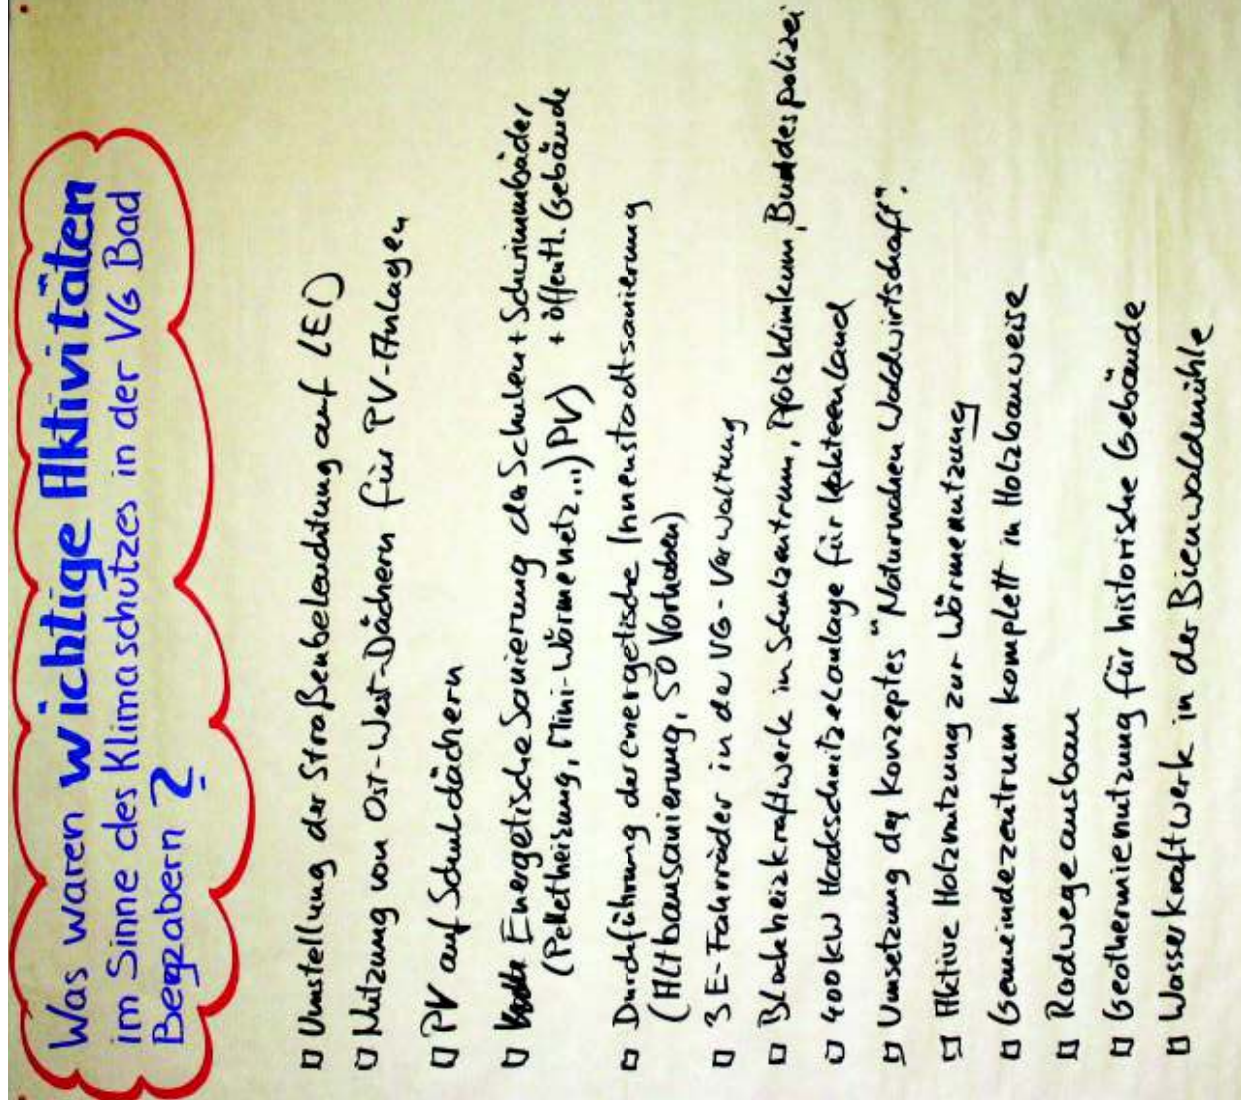 Was waren wichtige Aktivitäten
im Sinne des Klimaschutzes in der VG Bad
Bergzabern ?
Umstellung der Straßenbeleuchtung auf LED
Nutzung von Ost-West-Dächern für PV-Anlagen
PV auf Schuldächern
Energetische Sanierung der Schulen + Schwimmbäder
(Pelletheizung, Mini-Wärmenetz...) PV) + öffentl. Gebäude
Durchführung der energetische Innenstadtsanierung
(Altbausanierung, 50 Vorhaben)
3 E-Fahrräder in der VG-Verwaltung
Blockheizkraftwerk in Schulzentrum, Pfalzklinikum, Bundespolizei
400 kW Hackschnitzelanlage für
Umsetzung des Konzeptes "Naturnahen Waldwirtschaft".
Aktive Holznutzung zur Wärmenutzung
Gemeindezentrum komplett in Holzbauweise
Radwegeausbau
Geothermienutzung für historische Gebäude
Wasserkraftwerk in der Bienwaldmühle